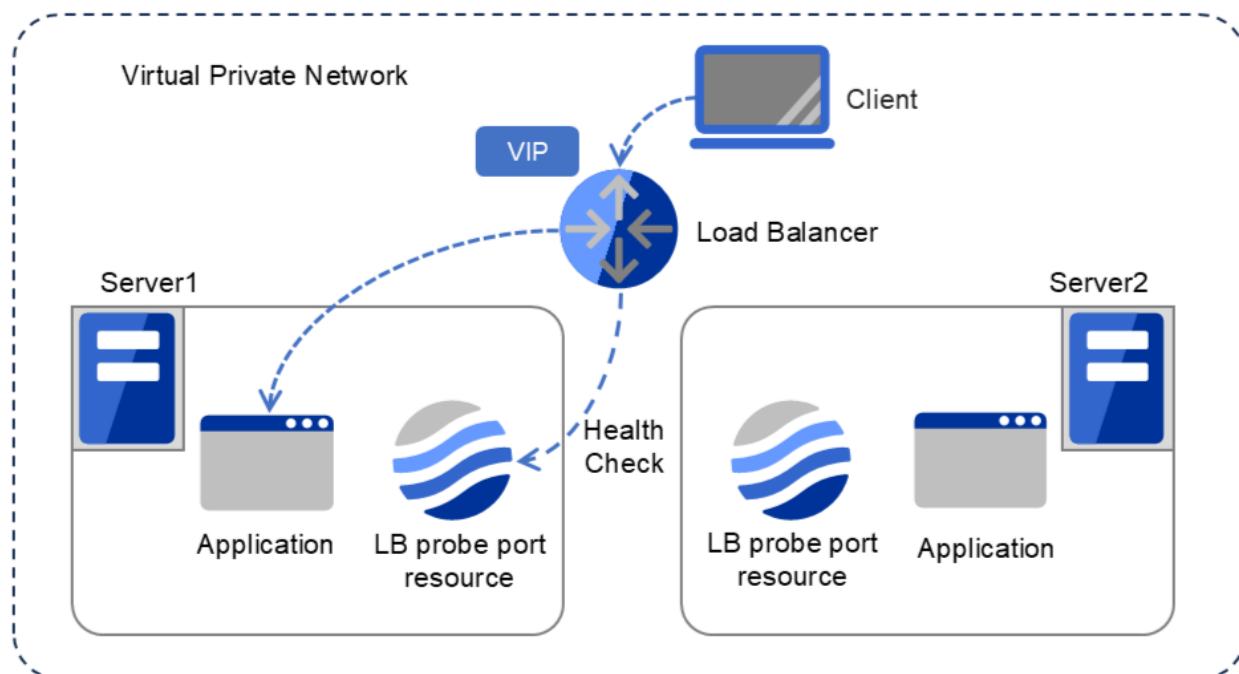 Virtual Private Network
Client
VIP
Load Balancer
Server1
Server2
Health
Check
Application
LB probe port
resource
LB probe port
resource
Application